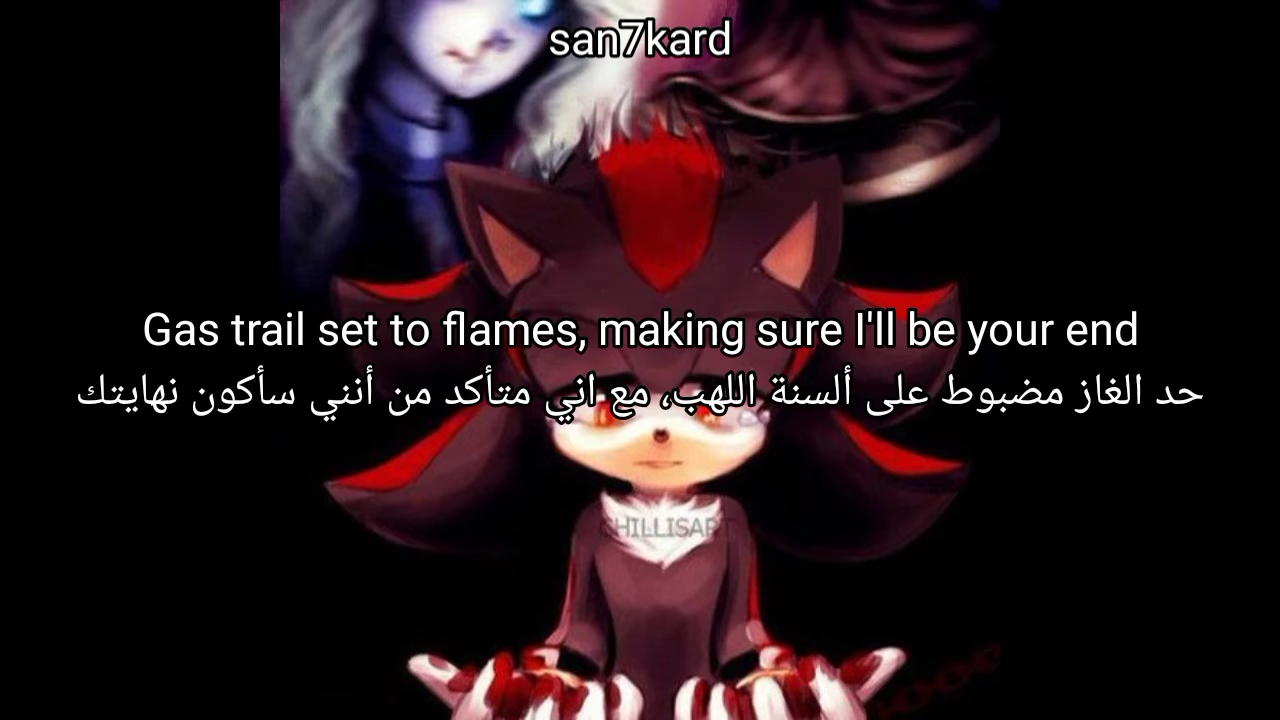 san7kard
Gas trail set to flames, making sure I'll be your end
حد الغاز مضبوط على ألسنة اللهب، مع اني متأكد من أنني سأكون نهايتك
CHILLISART